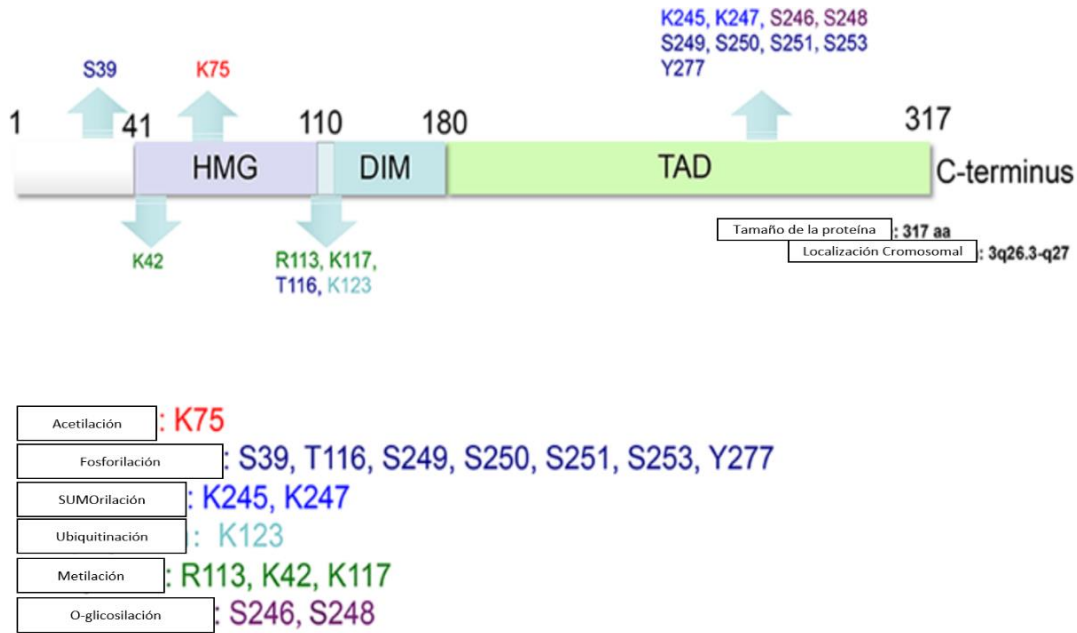 K245, K247, S246, S248
S249, S250, S251, S253
Y277
S39
K75
1
41
110
180
317
HMG
DIM
TAD
C-terminus
K42
R113, K117,
T116, K123
Tamaño de la proteína : 317 aa
Localización Cromosomal : 3q26.3-q27
Acetilación : K75
Fosforilación : S39, T116, S249, S250, S251, S253, Y277
SUMOrilación : K245, K247
Ubiquitinación : K123
Metilación : R113, K42, K117
O-glicosilación : S246, S248